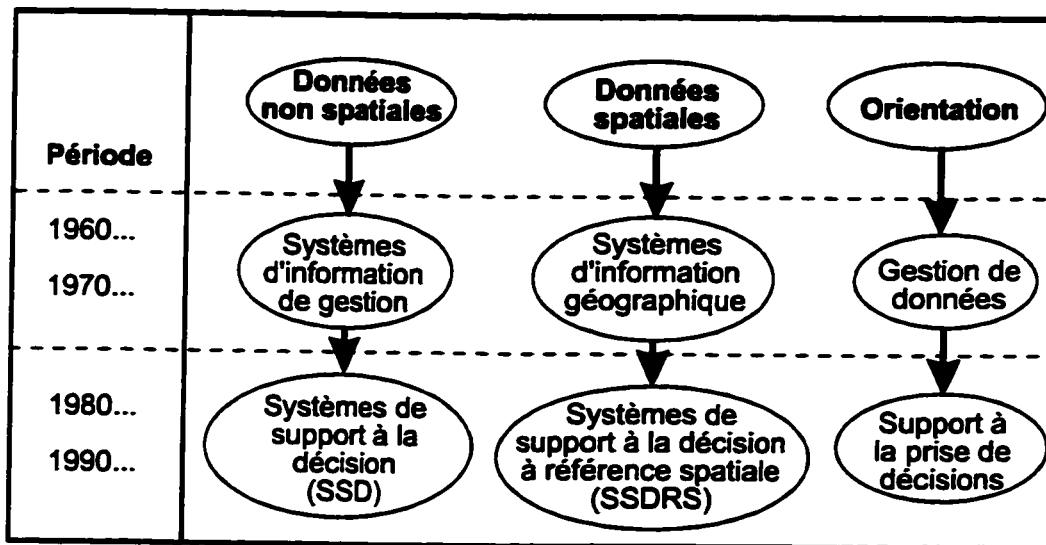 Période
Données
non spatiales
Données
spatiales
Orientation
1960...
1970...
Systèmes
d'information
de gestion
Systèmes
d'information
géographique
Gestion de
données
1980...
1990...
Systèmes de
support à la
décision
(SSD)
Systèmes de
support à la décision
à référence spatiale
(SSDRS)
Support à
la prise de
décisions